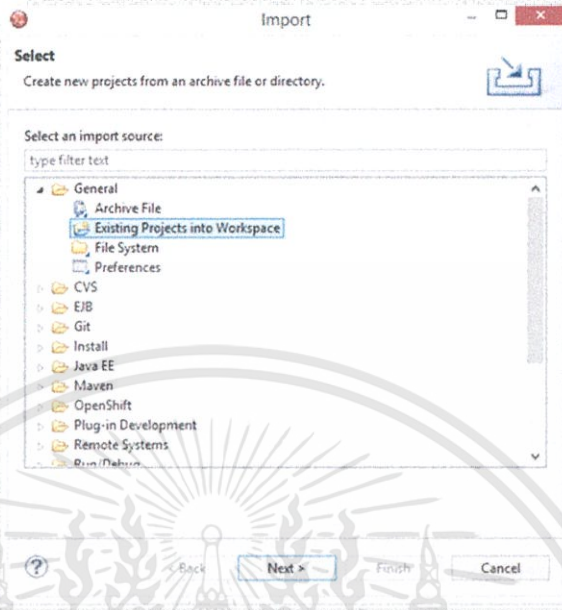 Import
Select
Create new projects from an archive file or directory.
Select an import source:
type filter text
General
Archive File
Existing Projects into Workspace
File System
Preferences
CVS
EJB
Git
Install
Java EE
Maven
OpenShift
Plug-in Development
Remote Systems
Run/Debug
< Back
Next >
Finish
Cancel